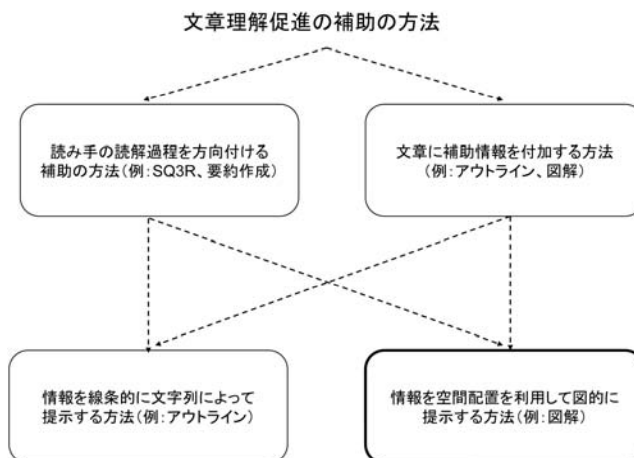 文章理解促進の補助の方法
読み手の読解過程を方向付ける
補助の方法(例:SQ3R、要約作成)
文章に補助情報を付加する方法
(例:アウトライン、図解)
情報を線条的に文字列によって
提示する方法(例:アウトライン)
情報を空間配置を利用して図的に
提示する方法(例:図解)